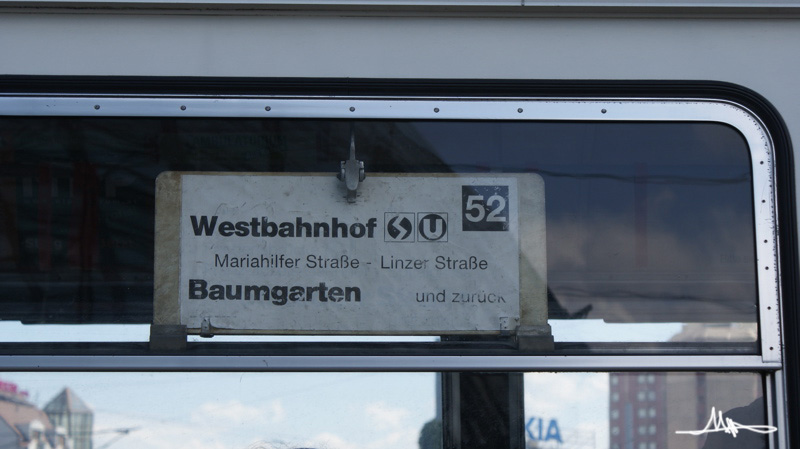 52
Westbahnhof S U
Mariahilfer Straße - Linzer Straße
Baumgarten und zurück
KIA